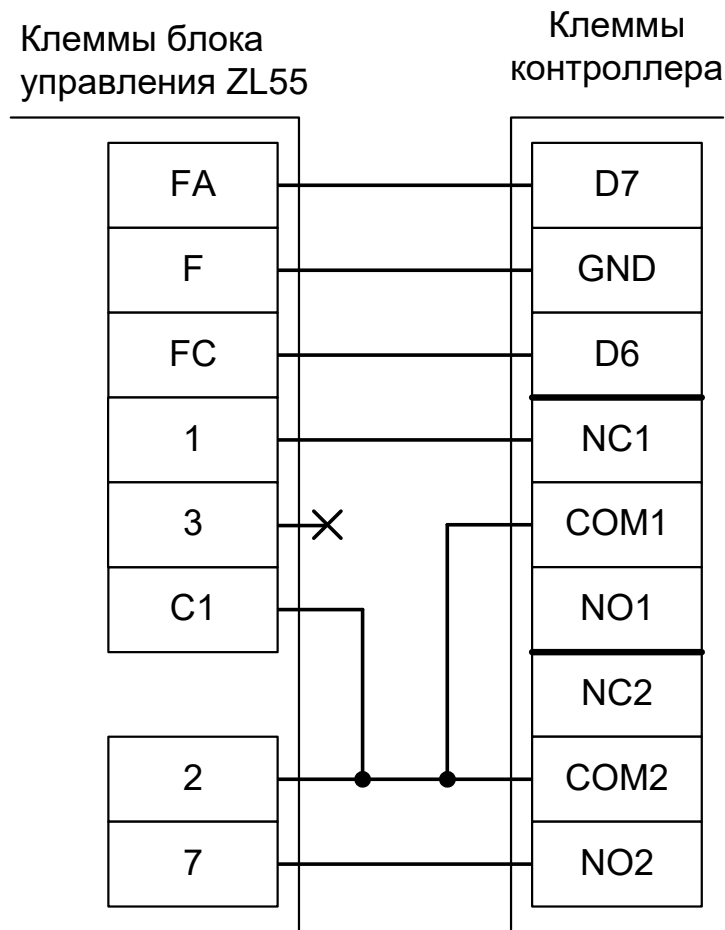 Клеммы блока
управления ZL55
Клеммы
контроллера
FA
F
FC
1
3
C1
2
7
D7
GND
D6
NC1
COM1
NO1
NC2
COM2
NO2